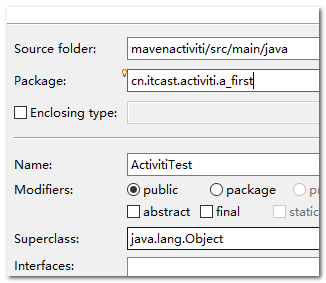 Source folder: mavenactiviti/src/main/java
Package: cn.itcast.activiti.a_first
Enclosing type:
Name: ActivitiTest
Modifiers: public package
abstract final static
Superclass: java.lang.Object
Interfaces: